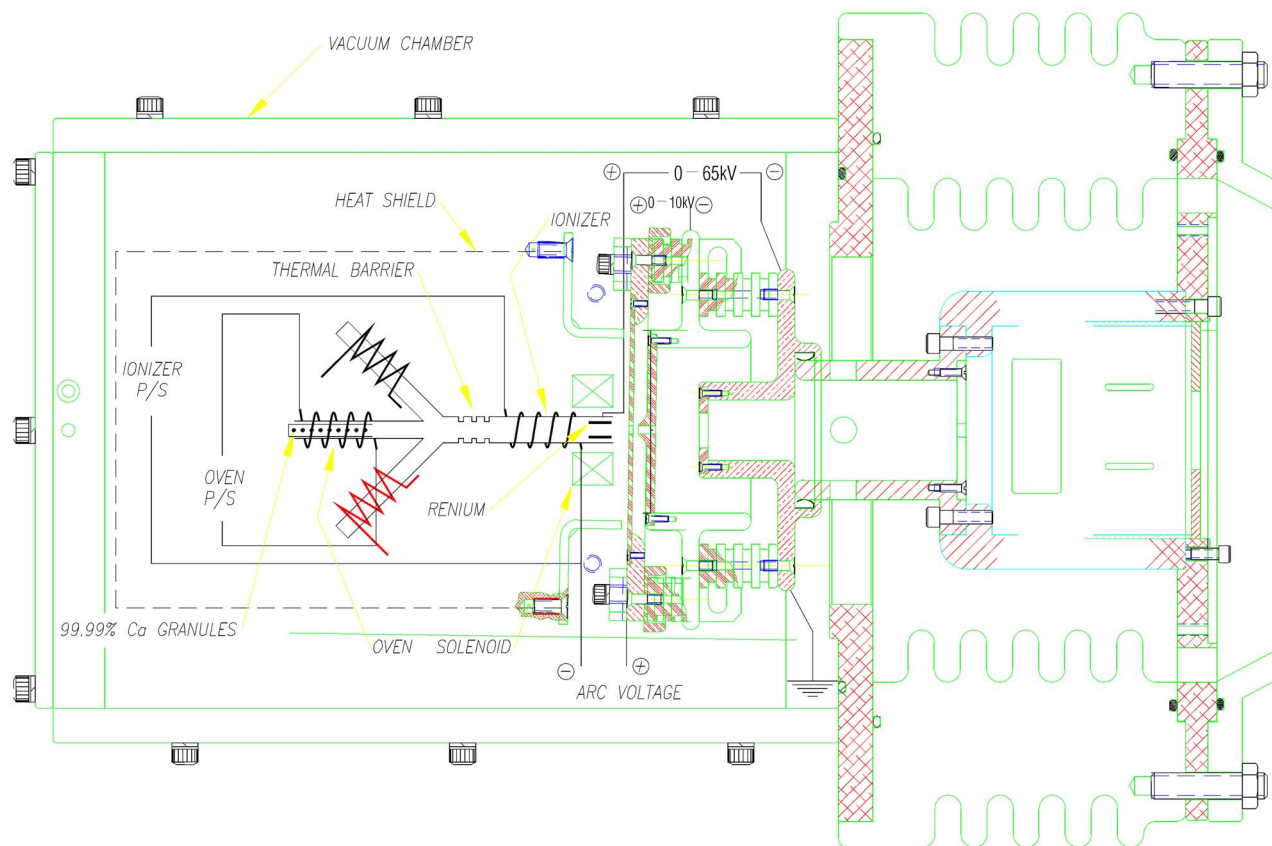 VACUUM CHAMBER
⊕ 0-65kV ⊖
HEAT SHIELD
⊕ 0-10kV ⊖
IONIZER
THERMAL BARRIER
IONIZER
P/S
OVEN
P/S
RENIUM
99.99% Ca GRANULES
OVEN
SOLENOID
⊖ ⊕
ARC VOLTAGE